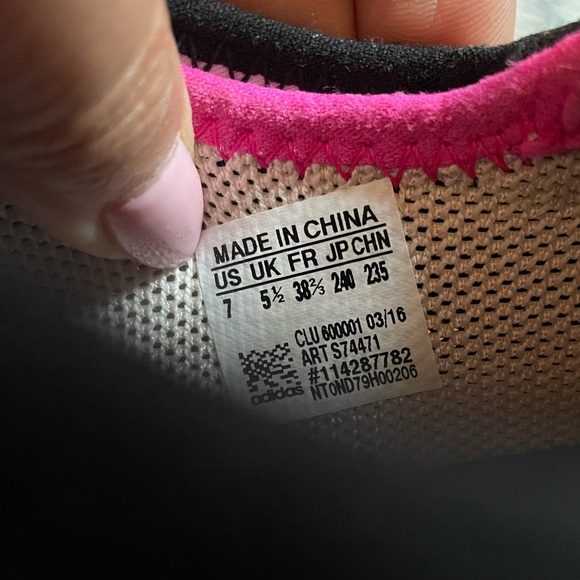 MADE IN CHINA
US UK FR JP CHN
7 5½ 38⅔ 240 235
CLU 600001 03/16
ART S74471
#114287782
NT0ND79H00206
adidas